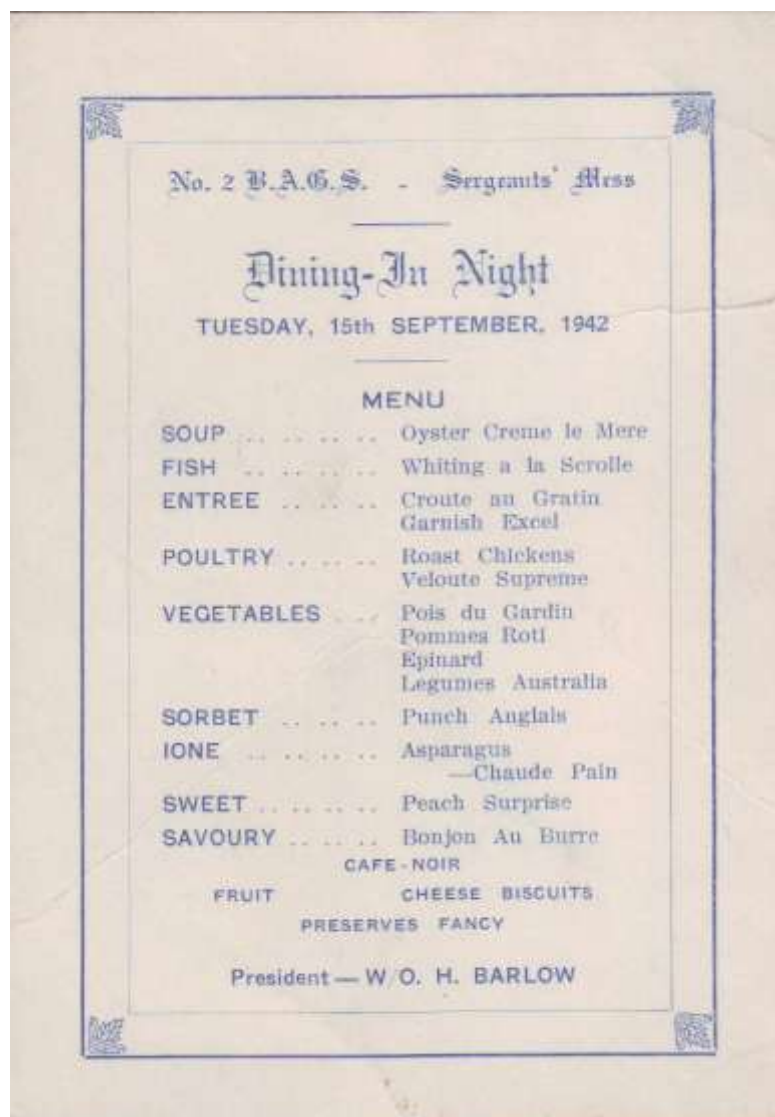 No. 2 B.A.G.S. - Sergeants' Mess
Dining-In Night
TUESDAY, 15th SEPTEMBER, 1942
MENU
SOUP .. .. .. .. Oyster Creme le Mere
FISH .. .. .. .. Whiting a la Scrolle
ENTREE .. .. .. Croute au Gratin
Garnish Excel
POULTRY .. .. .. Roast Chickens
Veloute Supreme
VEGETABLES .. .. Pois du Gardin
Pommes Roti
Epinard
Legumes Australia
SORBET .. .. .. Punch Anglais
IONE .. .. .. .. Asparagus
—Chaude Pain
SWEET .. .. .. .. Peach Surprise
SAVOURY .. .. .. Bonjon Au Burre
CAFE-NOIR
FRUIT CHEESE BISCUITS
PRESERVES FANCY
President — W/O. H. BARLOW